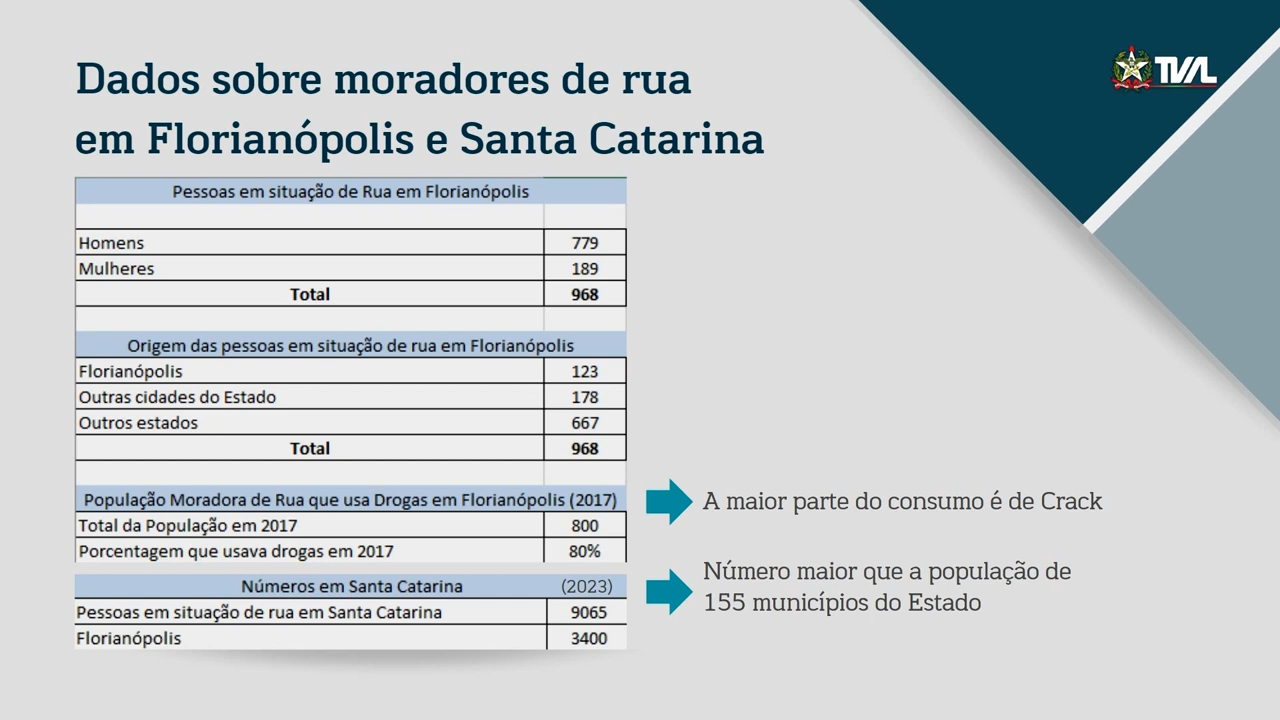 Dados sobre moradores de rua
em Florianópolis e Santa Catarina
TVAL
Pessoas em situação de Rua em Florianópolis
Homens 779
Mulheres 189
Total 968
Origem das pessoas em situação de rua em Florianópolis
Florianópolis 123
Outras cidades do Estado 178
Outros estados 667
Total 968
População Moradora de Rua que usa Drogas em Florianópolis (2017)
Total da População em 2017 800
Porcentagem que usava drogas em 2017 80%
A maior parte do consumo é de Crack
Números em Santa Catarina (2023)
Pessoas em situação de rua em Santa Catarina 9065
Florianópolis 3400
Número maior que a população de
155 municípios do Estado